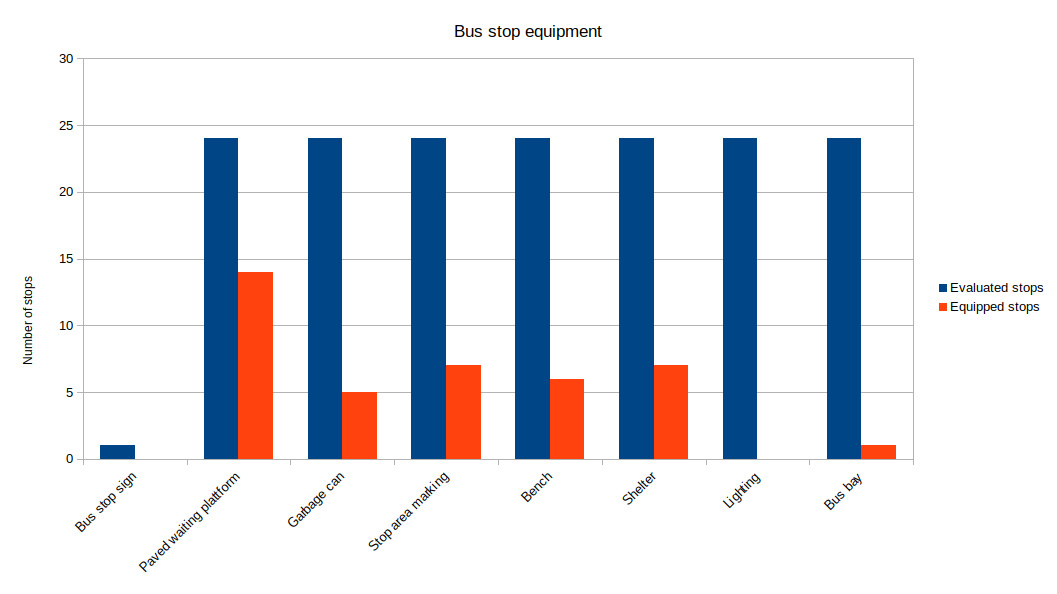 Bus stop equipment
30
25
20
15
10
5
0
Number of stops
Bus stop sign
Paved waiting plattform
Garbage can
Stop area marking
Bench
Shelter
Lighting
Bus bay
Evaluated stops
Equipped stops